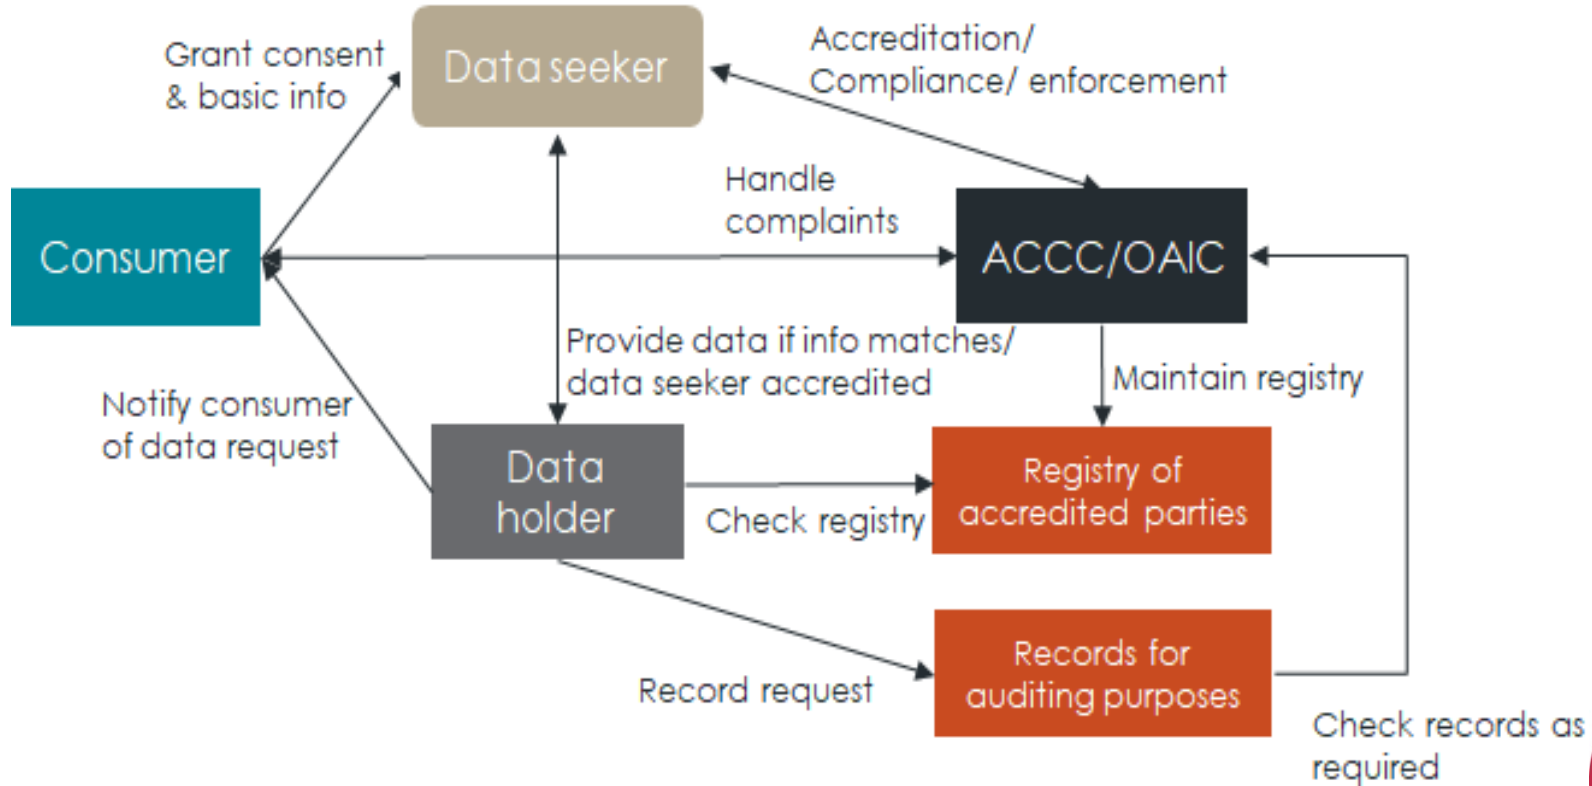 Grant consent
& basic info
Data seeker
Accreditation/
Compliance/ enforcement
Handle
complaints
Consumer
ACCC/OAIC
Provide data if info matches/
data seeker accredited
Maintain registry
Notify consumer
of data request
Data
holder
Check registry
Registry of
accredited parties
Record request
Records for
auditing purposes
Check records as
required